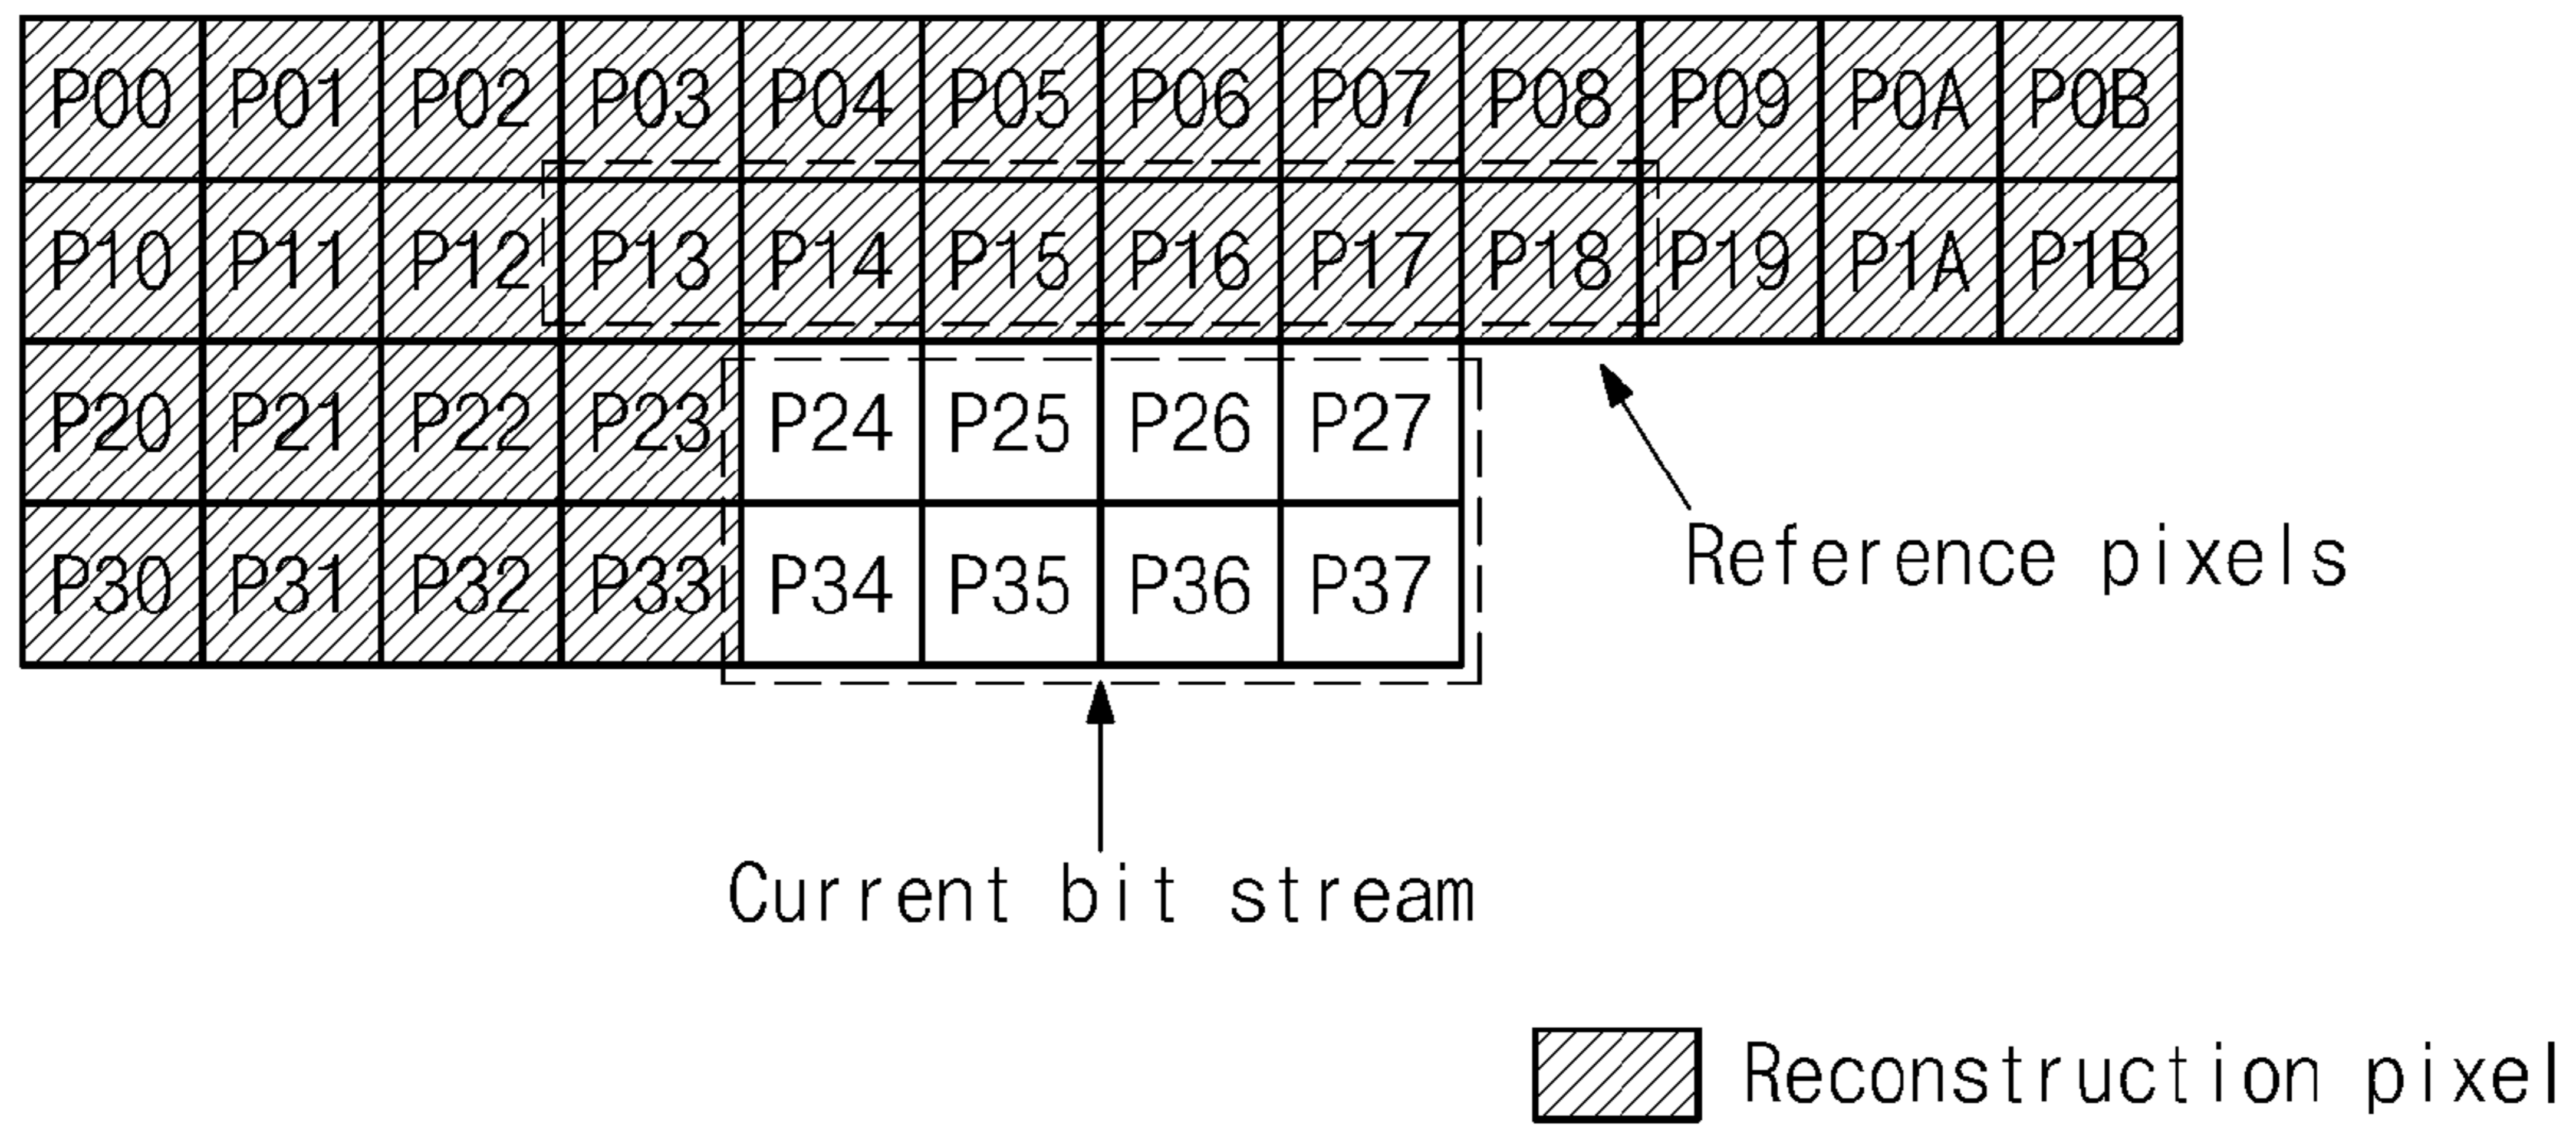 P00 P01 P02 P03 P04 P05 P06 P07 P08 P09 P0A P0B
P10 P11 P12 P13 P14 P15 P16 P17 P18 P19 P1A P1B
P20 P21 P22 P23 P24 P25 P26 P27
P30 P31 P32 P33 P34 P35 P36 P37
Reference pixels
Current bit stream
Reconstruction pixel